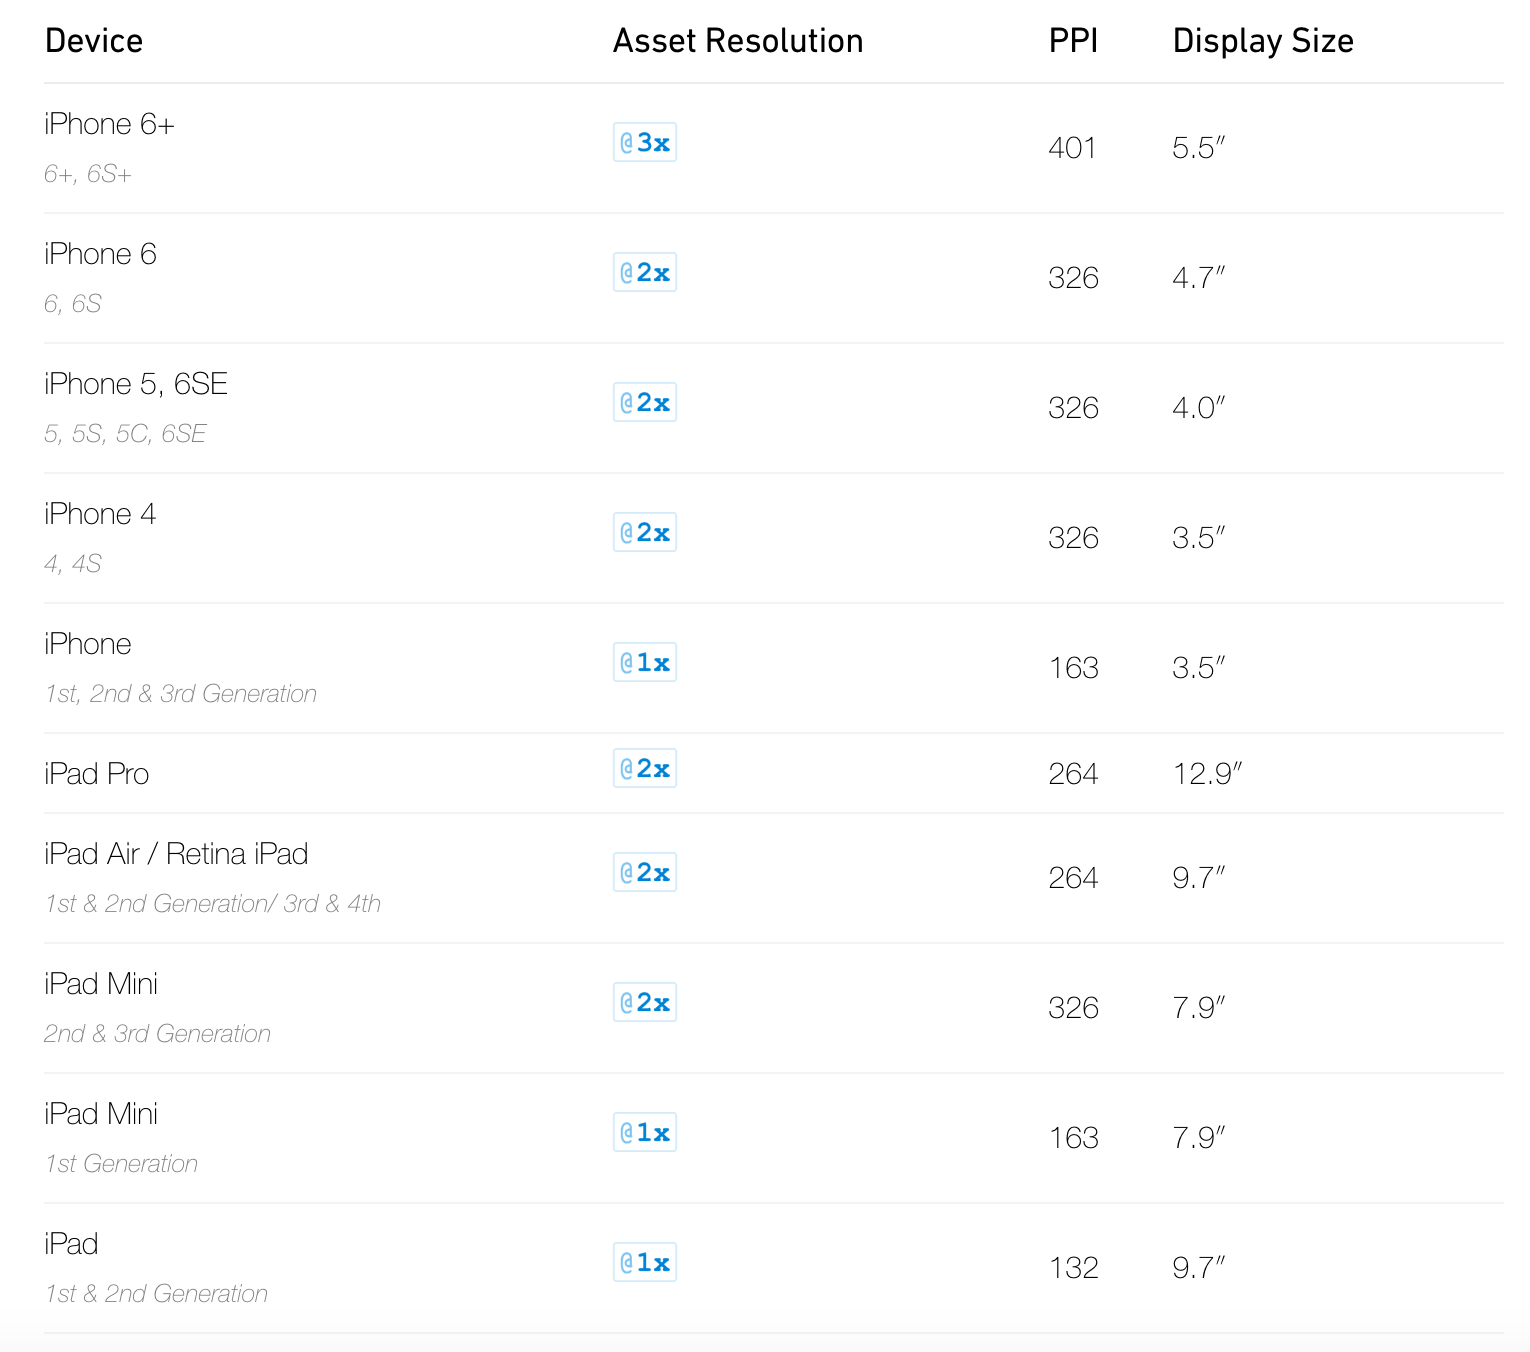 Device Asset Resolution PPI Display Size
iPhone 6+
6+, 6S+
@3x 401 5.5″
iPhone 6
6, 6S
@2x 326 4.7″
iPhone 5, 6SE
5, 5S, 5C, 6SE
@2x 326 4.0″
iPhone 4
4, 4S
@2x 326 3.5″
iPhone
1st, 2nd & 3rd Generation
@1x 163 3.5″
iPad Pro @2x 264 12.9″
iPad Air / Retina iPad
1st & 2nd Generation/ 3rd & 4th
@2x 264 9.7″
iPad Mini
2nd & 3rd Generation
@2x 326 7.9″
iPad Mini
1st Generation
@1x 163 7.9″
iPad
1st & 2nd Generation
@1x 132 9.7″